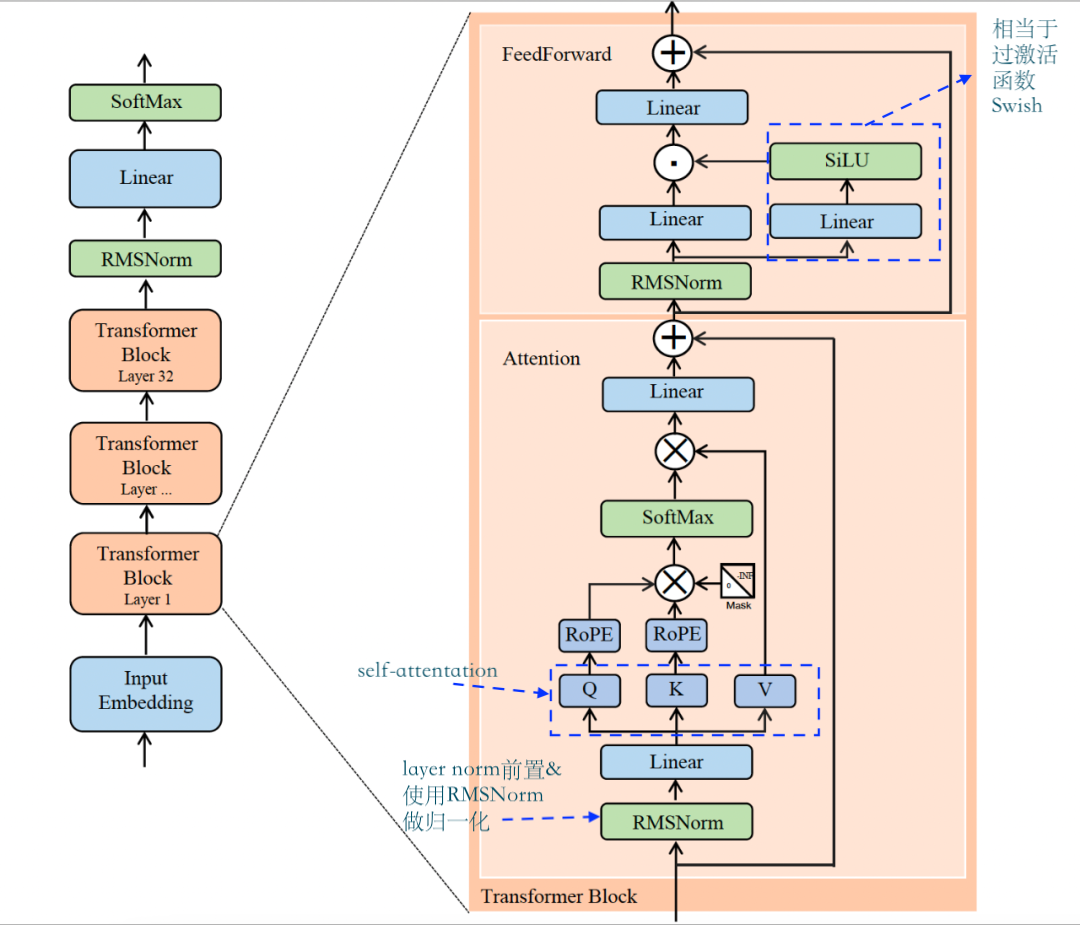 SoftMax
Linear
RMSNorm
Transformer
Block
Layer 32
Transformer
Block
Layer ...
Transformer
Block
Layer 1
Input
Embedding
FeedForward
Linear
SiLU
Linear
Linear
RMSNorm
相当于
过激活
函数
Swish
Attention
Linear
SoftMax
-INF
0
Mask
RoPE
RoPE
self-attentation
Q
K
V
Linear
layer norm前置&
使用RMSNorm
做归一化
RMSNorm
Transformer Block